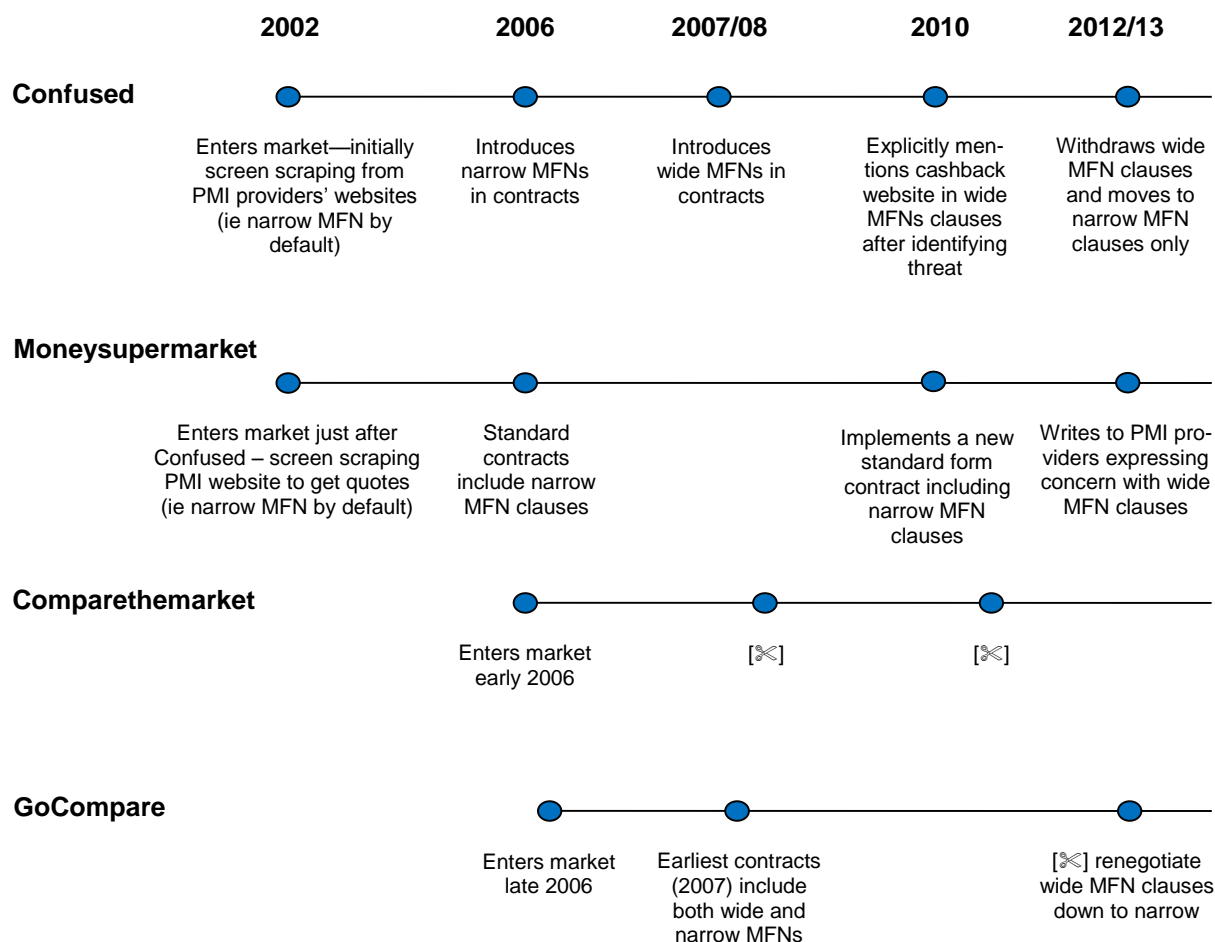 2002 2006 2007/08 2010 2012/13
Confused
Enters market—initially
screen scraping from
PMI providers’ websites
(ie narrow MFN by
default)
Introduces
narrow MFNs
in contracts
Introduces
wide MFNs in
contracts
Explicitly men-
tions cashback
website in wide
MFNs clauses
after identifying
threat
Withdraws wide
MFN clauses
and moves to
narrow MFN
clauses only
Moneysupermarket
Enters market just after
Confused – screen scraping
PMI website to get quotes
(ie narrow MFN by default)
Standard
contracts
include narrow
MFN clauses
Implements a new
standard form
contract including
narrow MFN
clauses
Writes to PMI pro-
viders expressing
concern with wide
MFN clauses
Comparethemarket
Enters market
early 2006
[✂]
[✂]
GoCompare
Enters market
late 2006
Earliest contracts
(2007) include
both wide and
narrow MFNs
[✂] renegotiate
wide MFN clauses
down to narrow